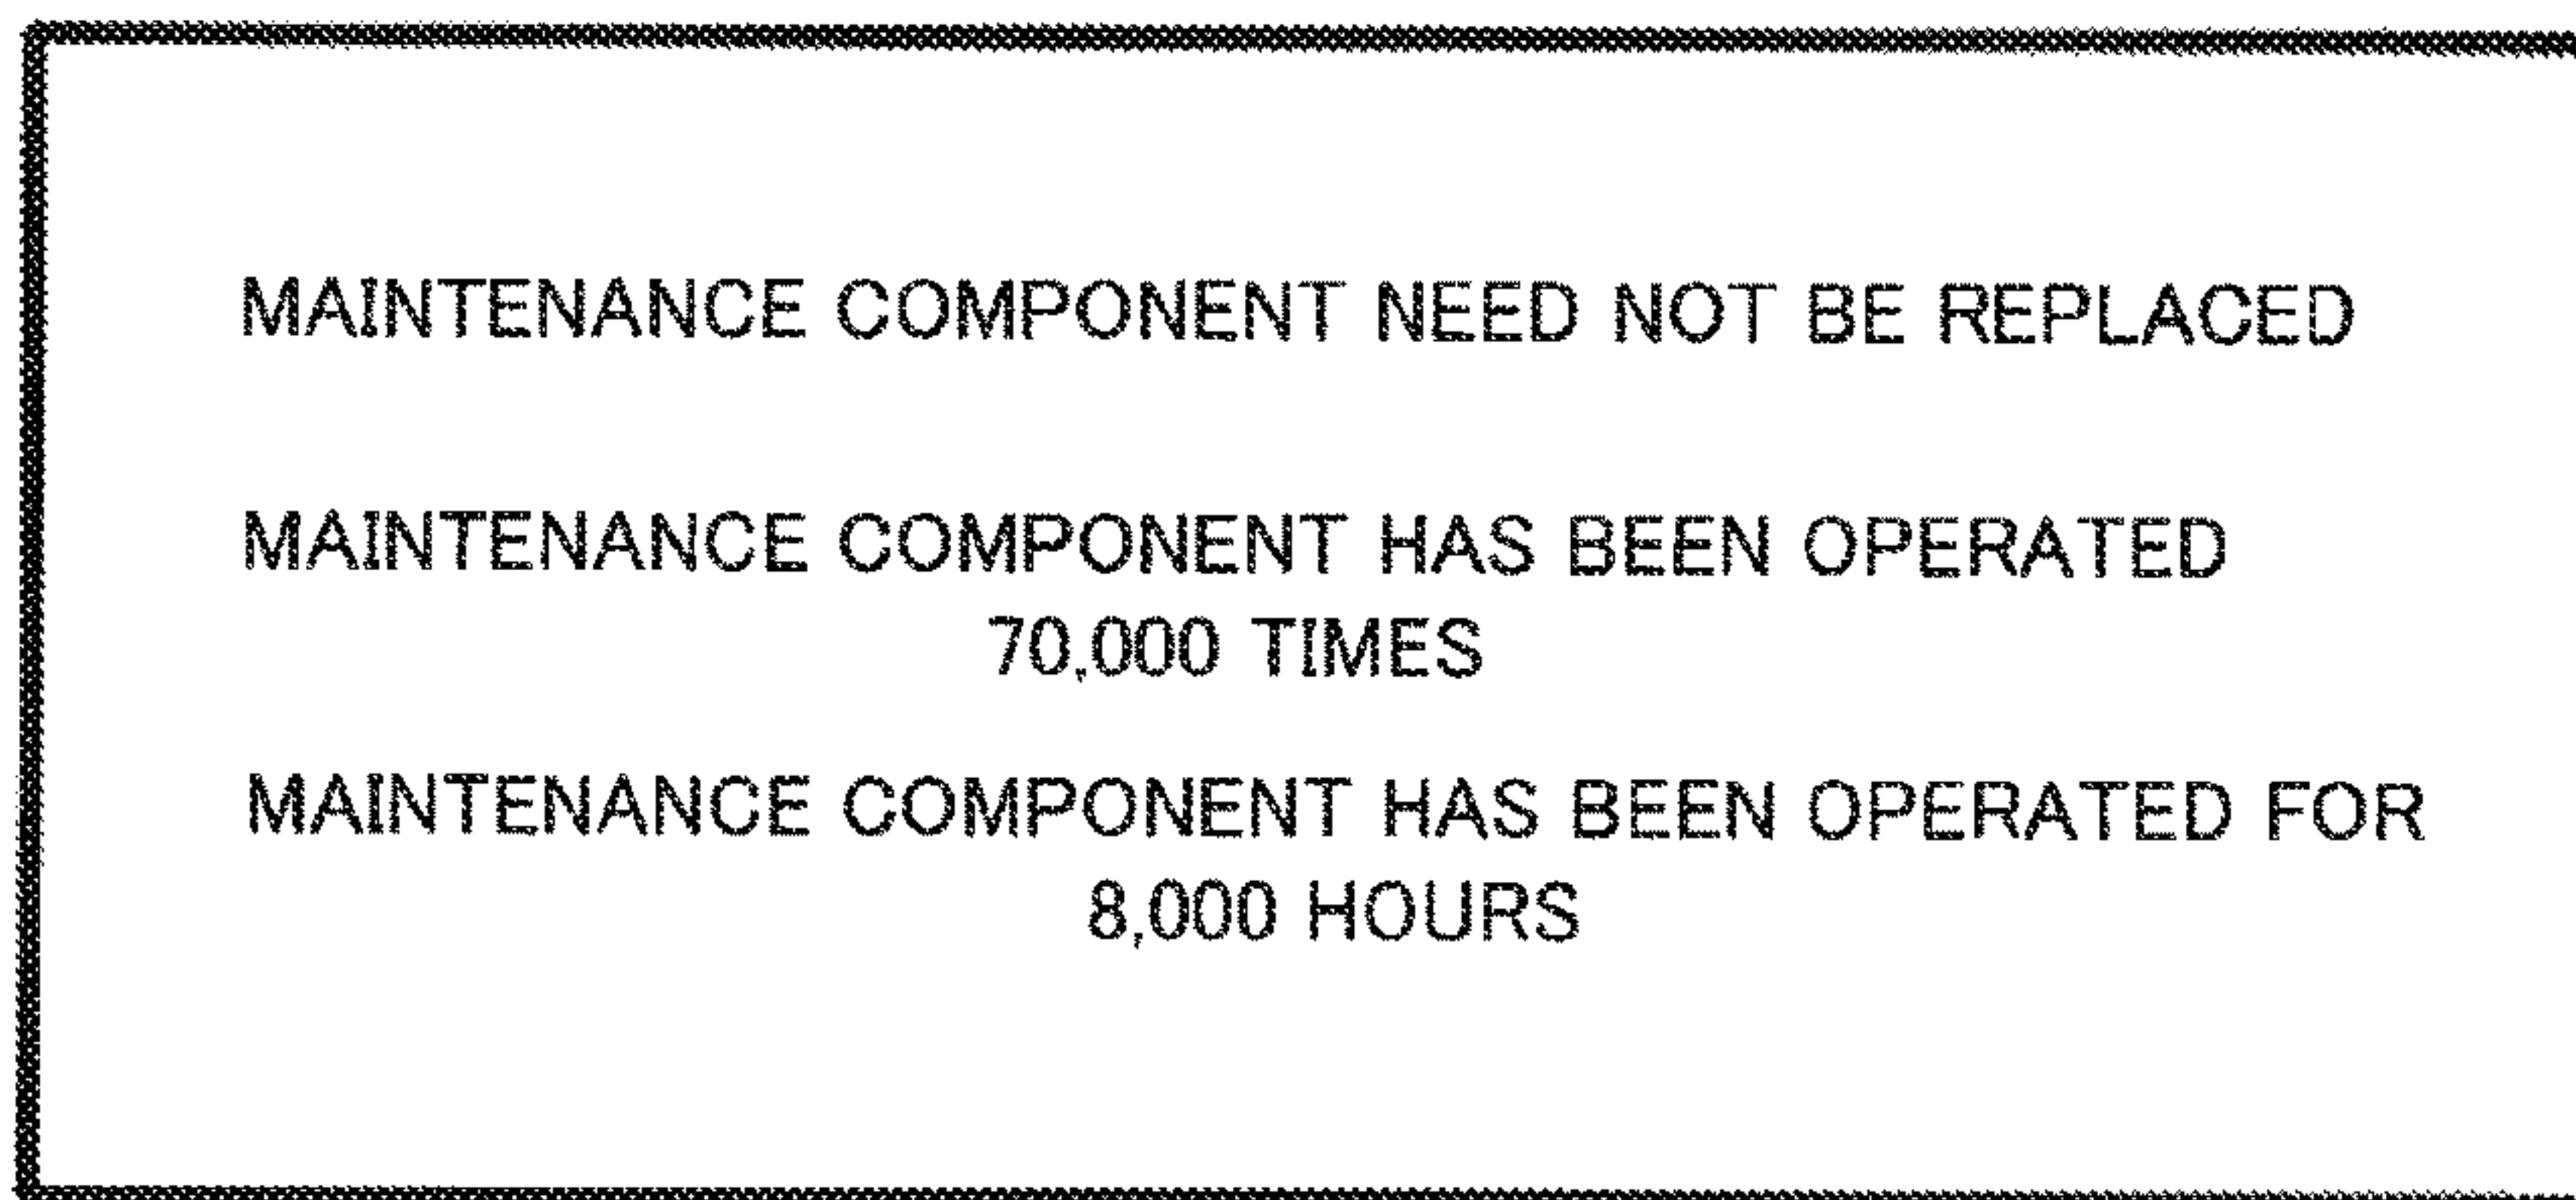 MAINTENANCE COMPONENT NEED NOT BE REPLACED
MAINTENANCE COMPONENT HAS BEEN OPERATED
70,000 TIMES
MAINTENANCE COMPONENT HAS BEEN OPERATED FOR
8,000 HOURS